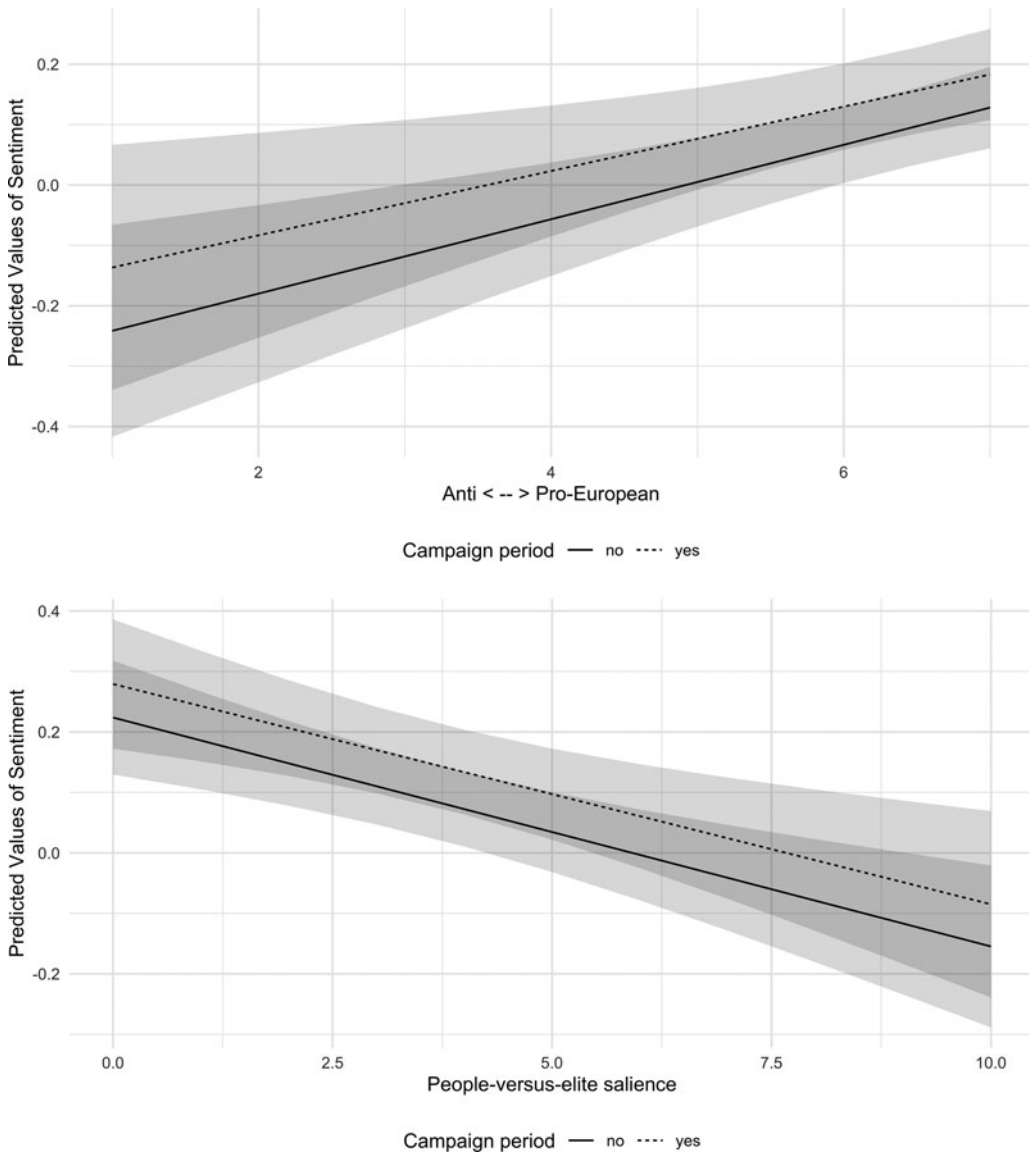 0.2
0.0
-0.2
-0.4
Predicted Values of Sentiment
2 4 6
Anti < -- > Pro-European
Campaign period no yes
0.4
0.2
0.0
-0.2
Predicted Values of Sentiment
0.0 2.5 5.0 7.5 10.0
People-versus-elite salience
Campaign period no yes